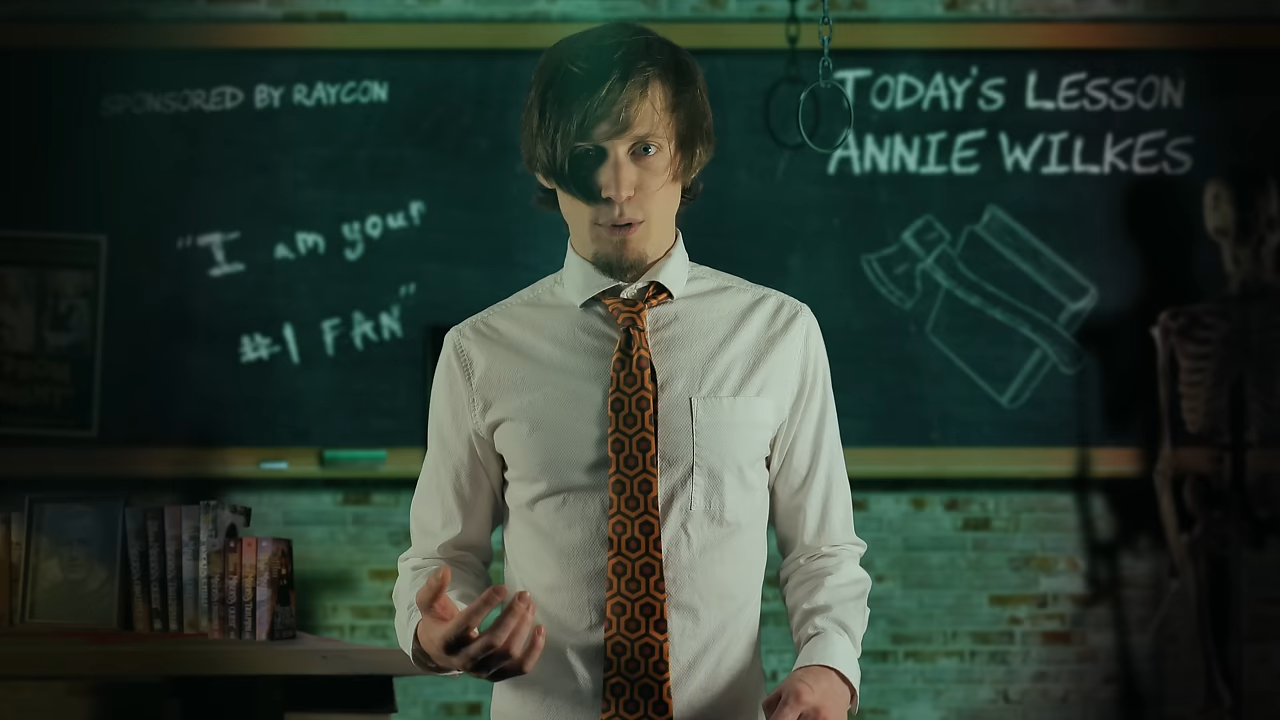 SPONSORED BY RAYCON
TODAY'S LESSON
ANNIE WILKES
"I am your
#1 FAN"